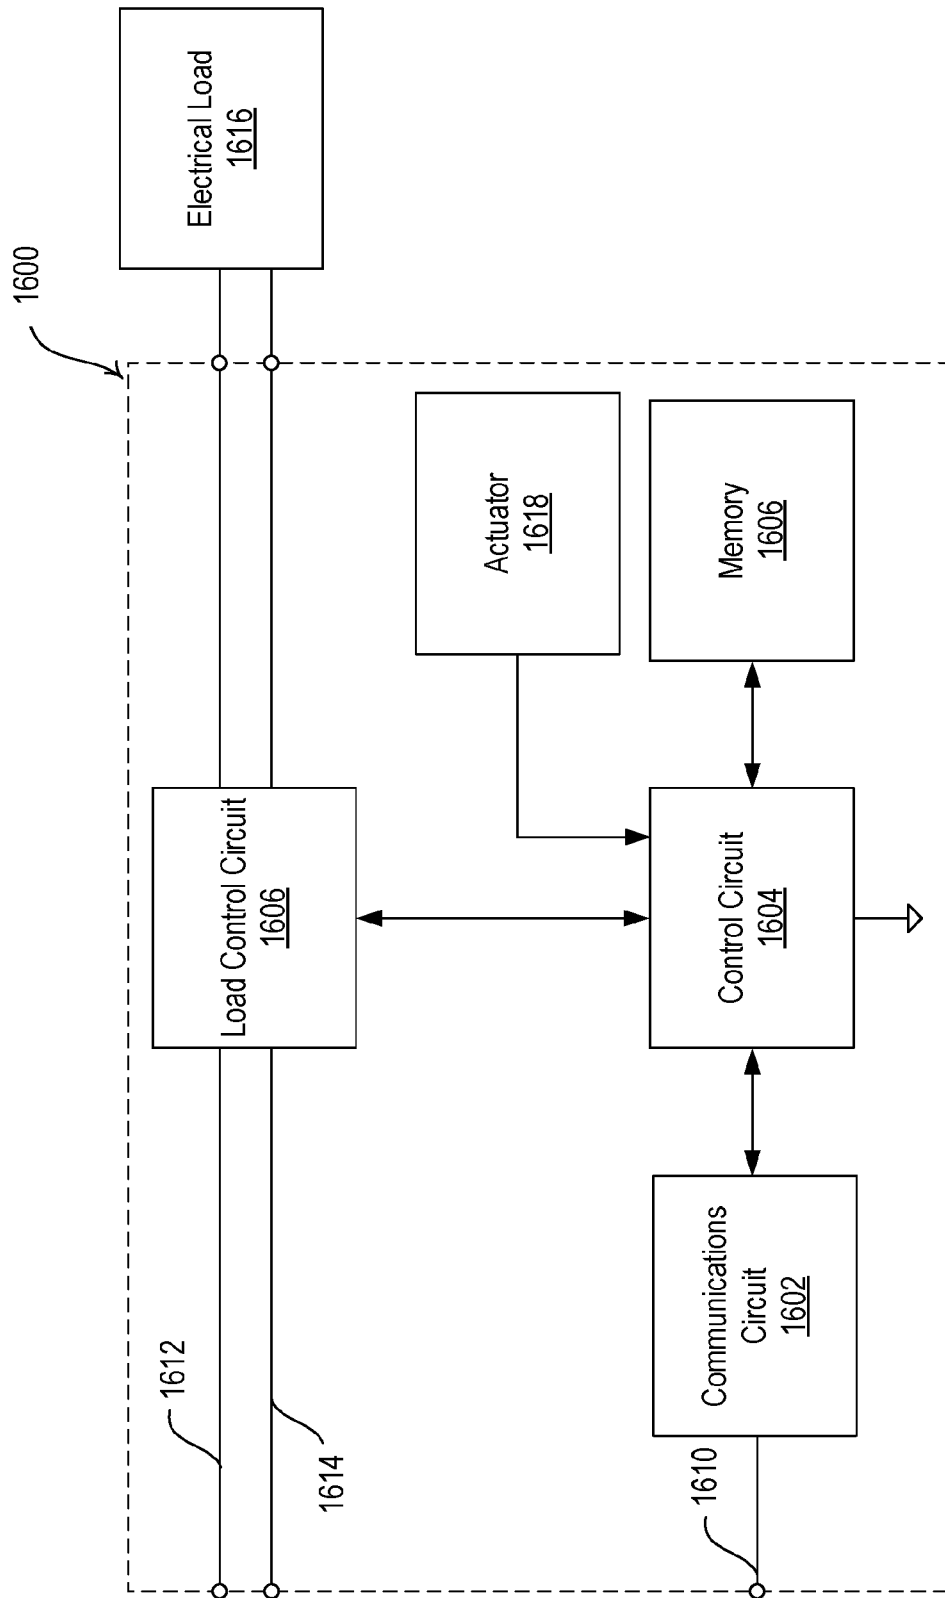 1600
1612
1614
Load Control Circuit
1606
Electrical Load
1616
Actuator
1618
1610
Communications
Circuit
1602
Control Circuit
1604
Memory
1606